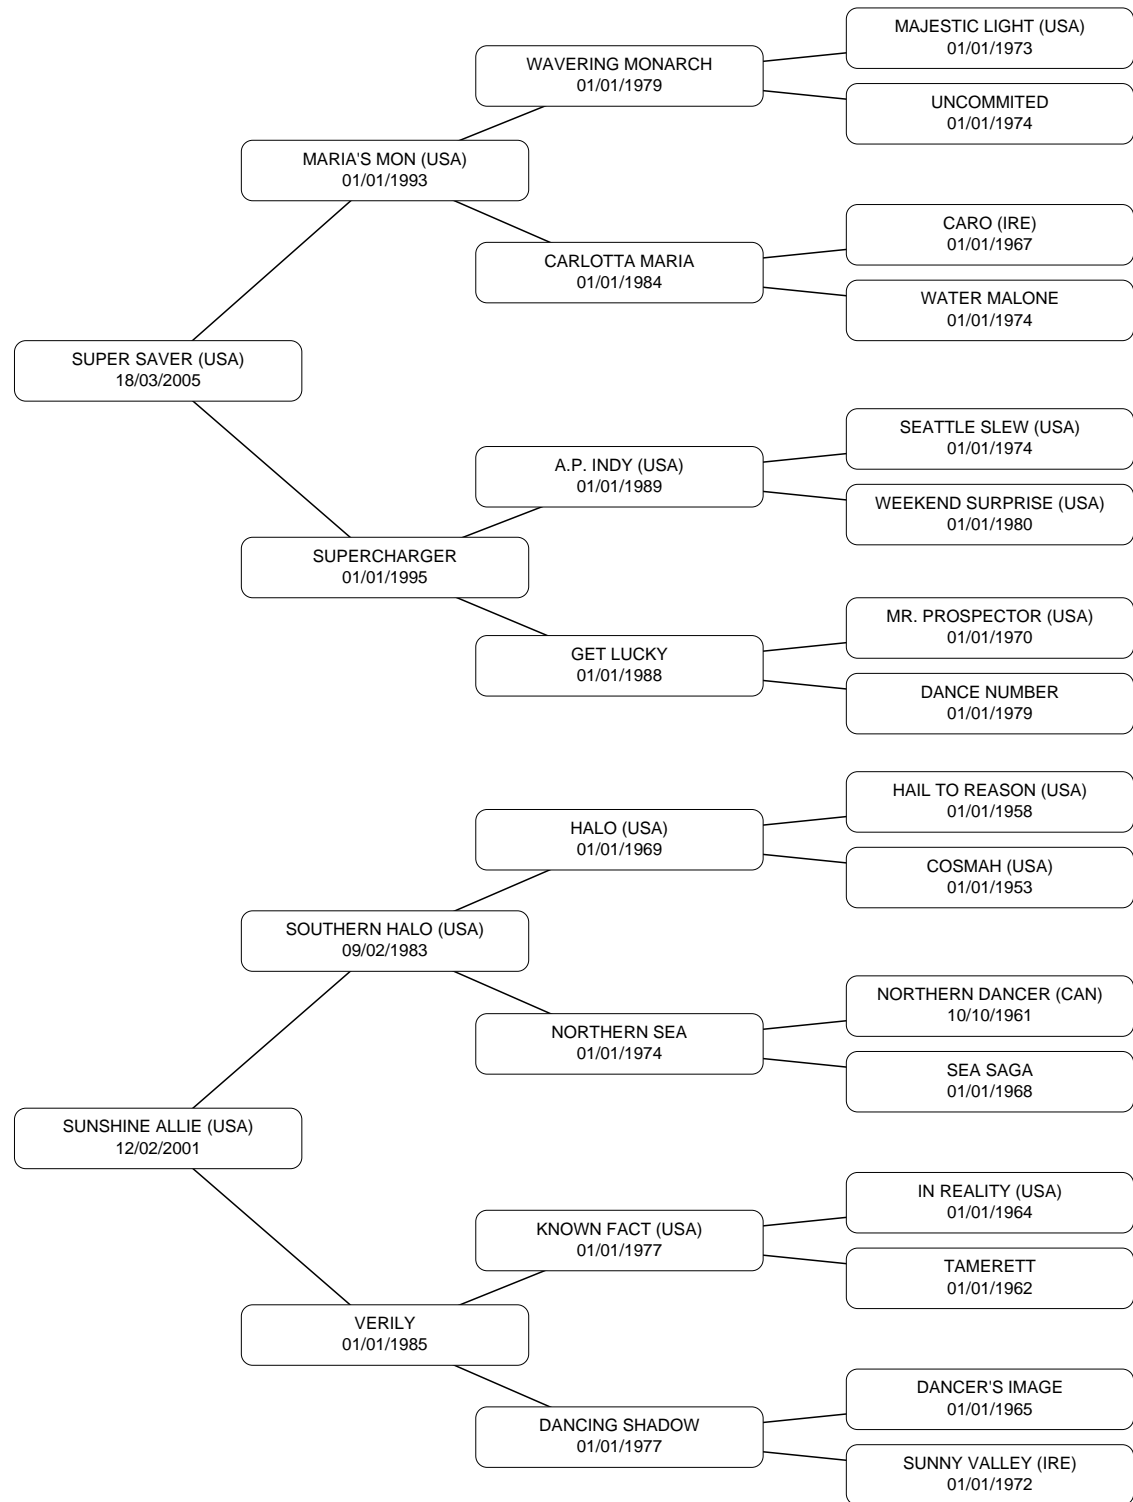 MAJESTIC LIGHT (USA)
01/01/1973
WAVERING MONARCH
01/01/1979
UNCOMMITED
01/01/1974
MARIA'S MON (USA)
01/01/1993
CARO (IRE)
01/01/1967
CARLOTTA MARIA
01/01/1984
WATER MALONE
01/01/1974
SUPER SAVER (USA)
18/03/2005
SEATTLE SLEW (USA)
01/01/1974
A.P. INDY (USA)
01/01/1989
WEEKEND SURPRISE (USA)
01/01/1980
SUPERCHARGER
01/01/1995
MR. PROSPECTOR (USA)
01/01/1970
GET LUCKY
01/01/1988
DANCE NUMBER
01/01/1979
HAIL TO REASON (USA)
01/01/1958
HALO (USA)
01/01/1969
COSMAH (USA)
01/01/1953
SOUTHERN HALO (USA)
09/02/1983
NORTHERN DANCER (CAN)
10/10/1961
NORTHERN SEA
01/01/1974
SEA SAGA
01/01/1968
SUNSHINE ALLIE (USA)
12/02/2001
IN REALITY (USA)
01/01/1964
KNOWN FACT (USA)
01/01/1977
TAMERETT
01/01/1962
VERILY
01/01/1985
DANCER'S IMAGE
01/01/1965
DANCING SHADOW
01/01/1977
SUNNY VALLEY (IRE)
01/01/1972